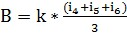 B = k * (i₄+i₅+i₆)/3